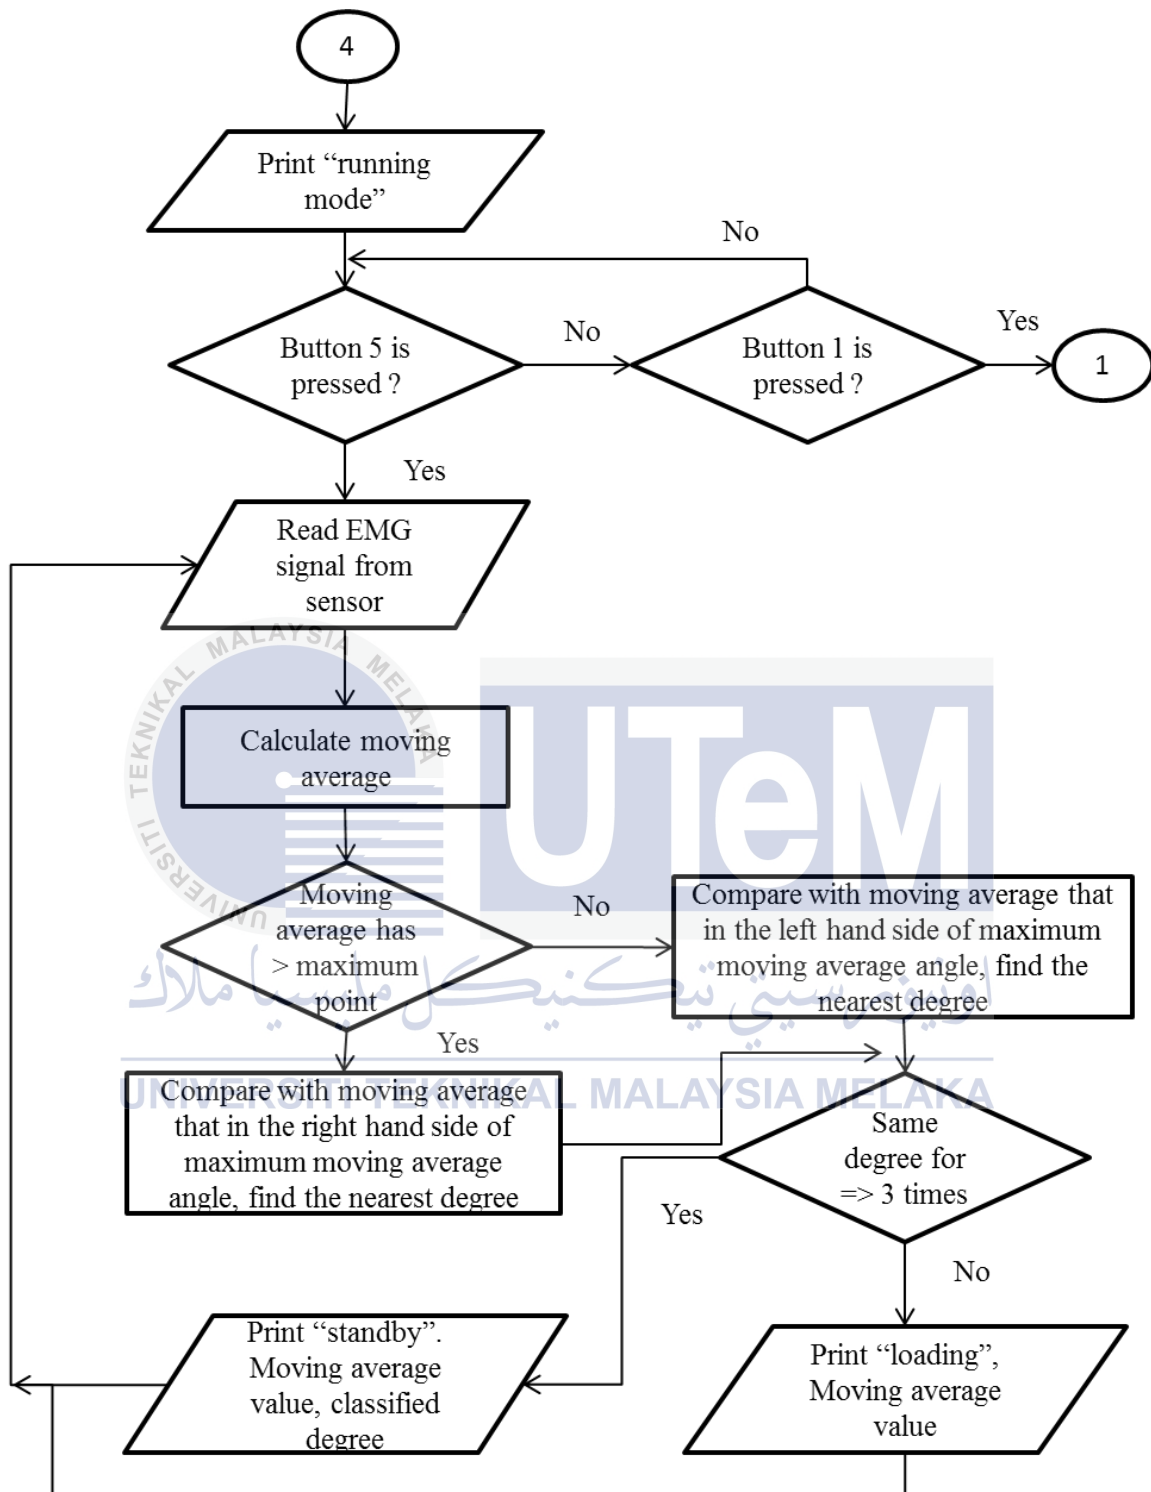 4
Print “running
mode”
No
Button 5 is
pressed ?
No
Button 1 is
pressed ?
Yes
1
Yes
Read EMG
signal from
sensor
UNIVERSITI TEKNIKAL MALAYSIA MELAKA
UTeM
Calculate moving
average
Moving
average has
> maximum
point
No
Compare with moving average that
in the left hand side of maximum
moving average angle, find the
nearest degree
اونيۏرسيتي تيكنيكل مليسيا ملاك
Yes
UNIVERSITI TEKNIKAL MALAYSIA MELAKA
Compare with moving average
that in the right hand side of
maximum moving average
angle, find the nearest degree
Same
degree for
=> 3 times
Yes
No
Print “standby”.
Moving average
value, classified
degree
Print “loading”,
Moving average
value